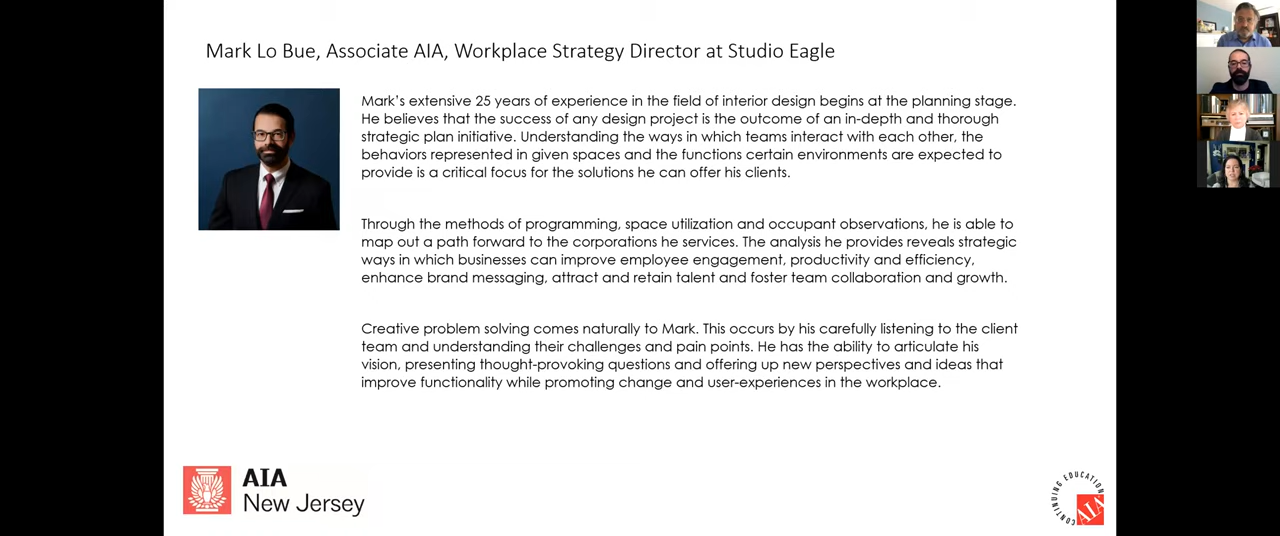 Mark Lo Bue, Associate AIA, Workplace Strategy Director at Studio Eagle
Mark's extensive 25 years of experience in the field of interior design begins at the planning stage.
He believes that the success of any design project is the outcome of an in-depth and thorough
strategic plan initiative. Understanding the ways in which teams interact with each other, the
behaviors represented in given spaces and the functions certain environments are expected to
provide is a critical focus for the solutions he can offer his clients.
Through the methods of programming, space utilization and occupant observations, he is able to
map out a path forward to the corporations he services. The analysis he provides reveals strategic
ways in which businesses can improve employee engagement, productivity and efficiency,
enhance brand messaging, attract and retain talent and foster team collaboration and growth.
Creative problem solving comes naturally to Mark. This occurs by his carefully listening to the client
team and understanding their challenges and pain points. He has the ability to articulate his
vision, presenting thought-provoking questions and offering up new perspectives and ideas that
improve functionality while promoting change and user-experiences in the workplace.
AIA
New Jersey
CONTINUING EDUCATION
AIA